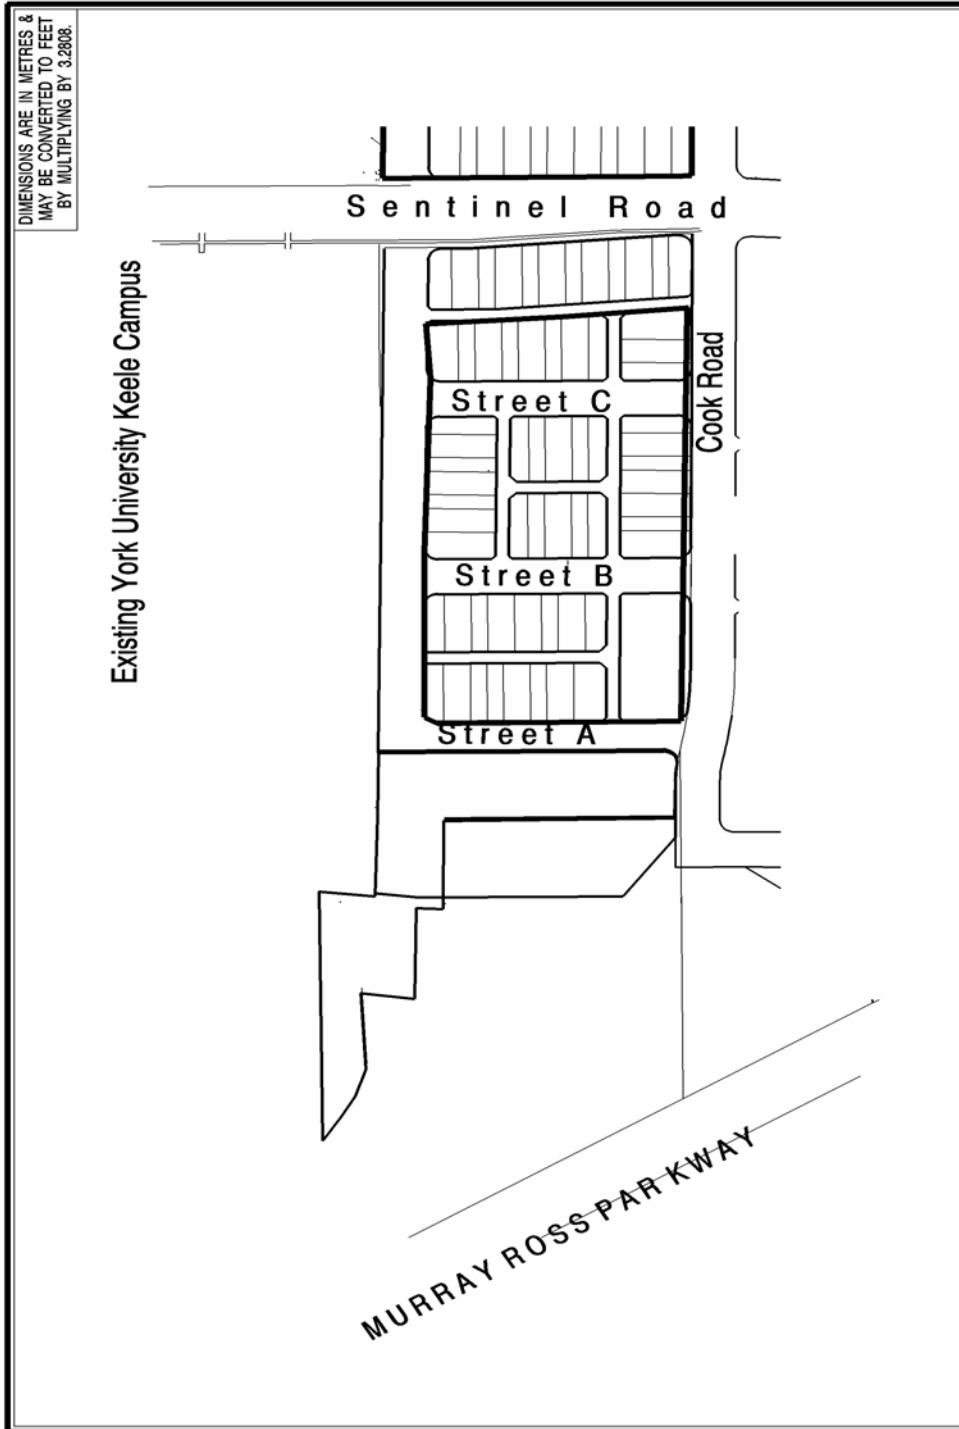 DIMENSIONS ARE IN METRES &
MAY BE CONVERTED TO FEET
BY MULTIPLYING BY 3.2808.
Sentinel Road
Existing York University Keele Campus
Cook Road
Street C
Street B
Street A
MURRAY ROSS PARKWAY